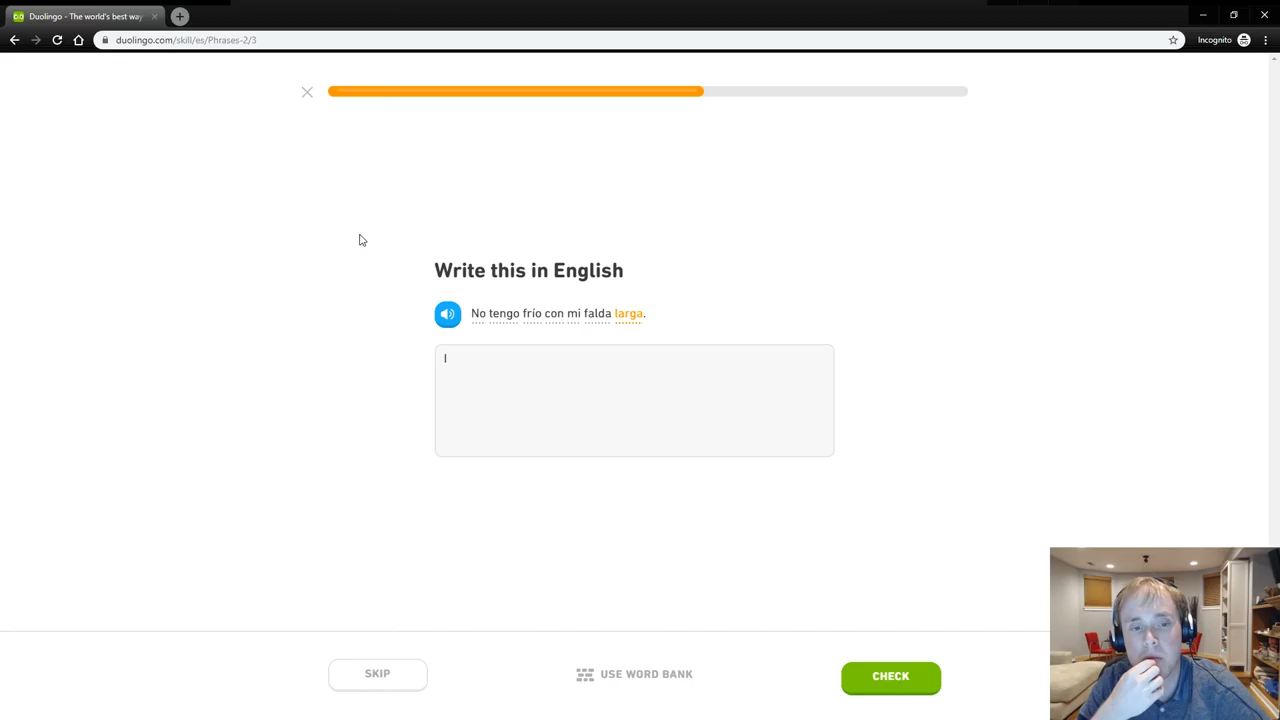 Duolingo - The world's best way
duolingo.com/skill/es/Phrases-2/3
Incognito
Write this in English
No tengo frío con mi falda larga.
I
SKIP
USE WORD BANK
CHECK